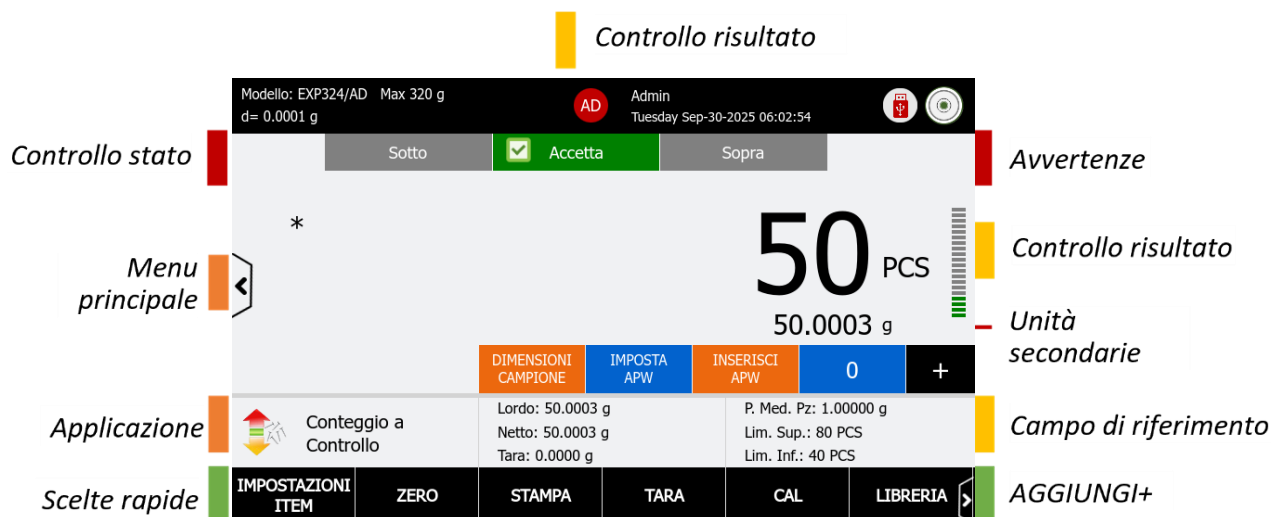 Controllo risultato
Modello: EXP324/AD Max 320 g
d= 0.0001 g
AD
Admin
Tuesday Sep-30-2025 06:02:54
Controllo stato
Sotto
Accetta
Sopra
Avvertenze
*
50 PCS
Controllo risultato
Menu
principale
50.0003 g
Unità
secondarie
DIMENSIONI
CAMPIONE
IMPOSTA
APW
INSERISCI
APW
0
+
Applicazione
Conteggio a
Controllo
Lordo: 50.0003 g
Netto: 50.0003 g
Tara: 0.0000 g
P. Med. Pz: 1.00000 g
Lim. Sup.: 80 PCS
Lim. Inf.: 40 PCS
Campo di riferimento
Scelte rapide
IMPOSTAZIONI
ITEM
ZERO
STAMPA
TARA
CAL
LIBRERIA
AGGIUNGI+